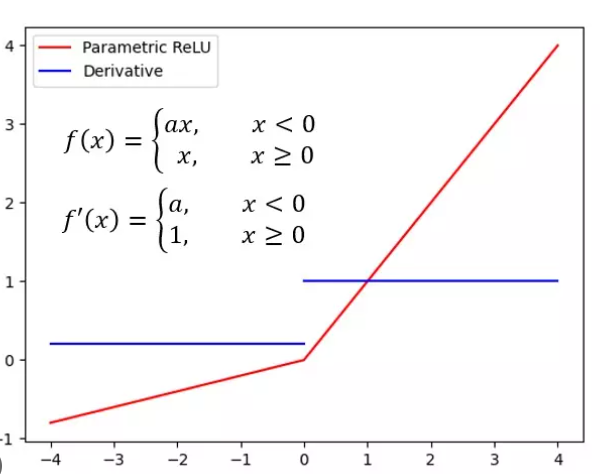 4
Parametric ReLU
Derivative
3
f(x) = {ax, x < 0
x, x ≥ 0
2
f′(x) = {a, x < 0
1, x ≥ 0
1
0
-1
−4 −3 −2 −1 0 1 2 3 4